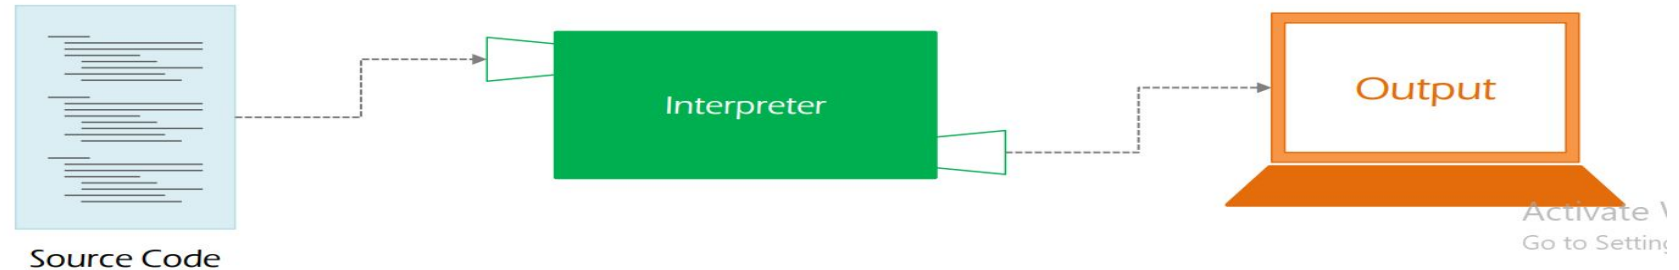 Source Code
Interpreter
Output
Activate
Go to Setting